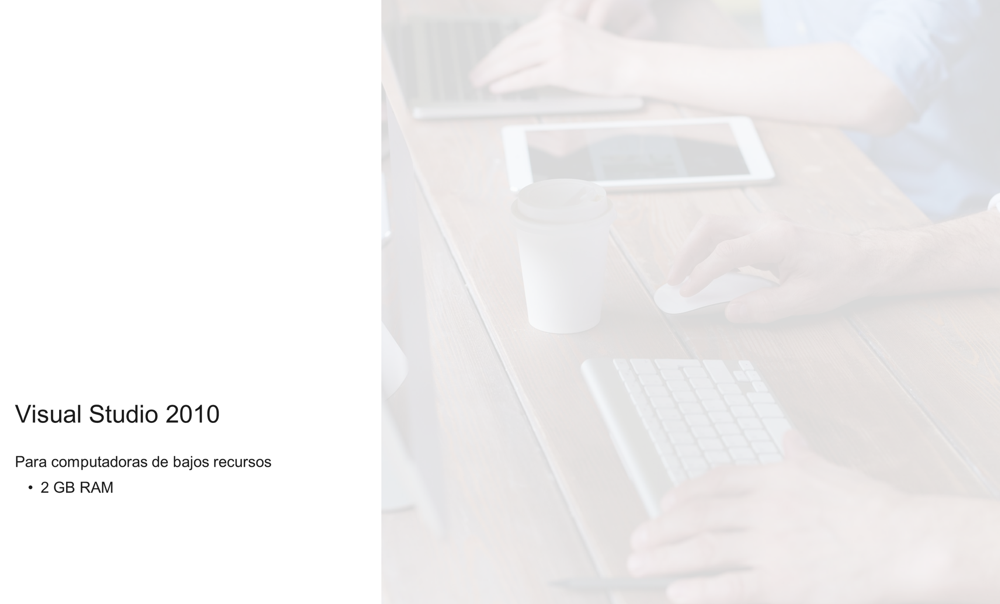 Visual Studio 2010
Para computadoras de bajos recursos
• 2 GB RAM